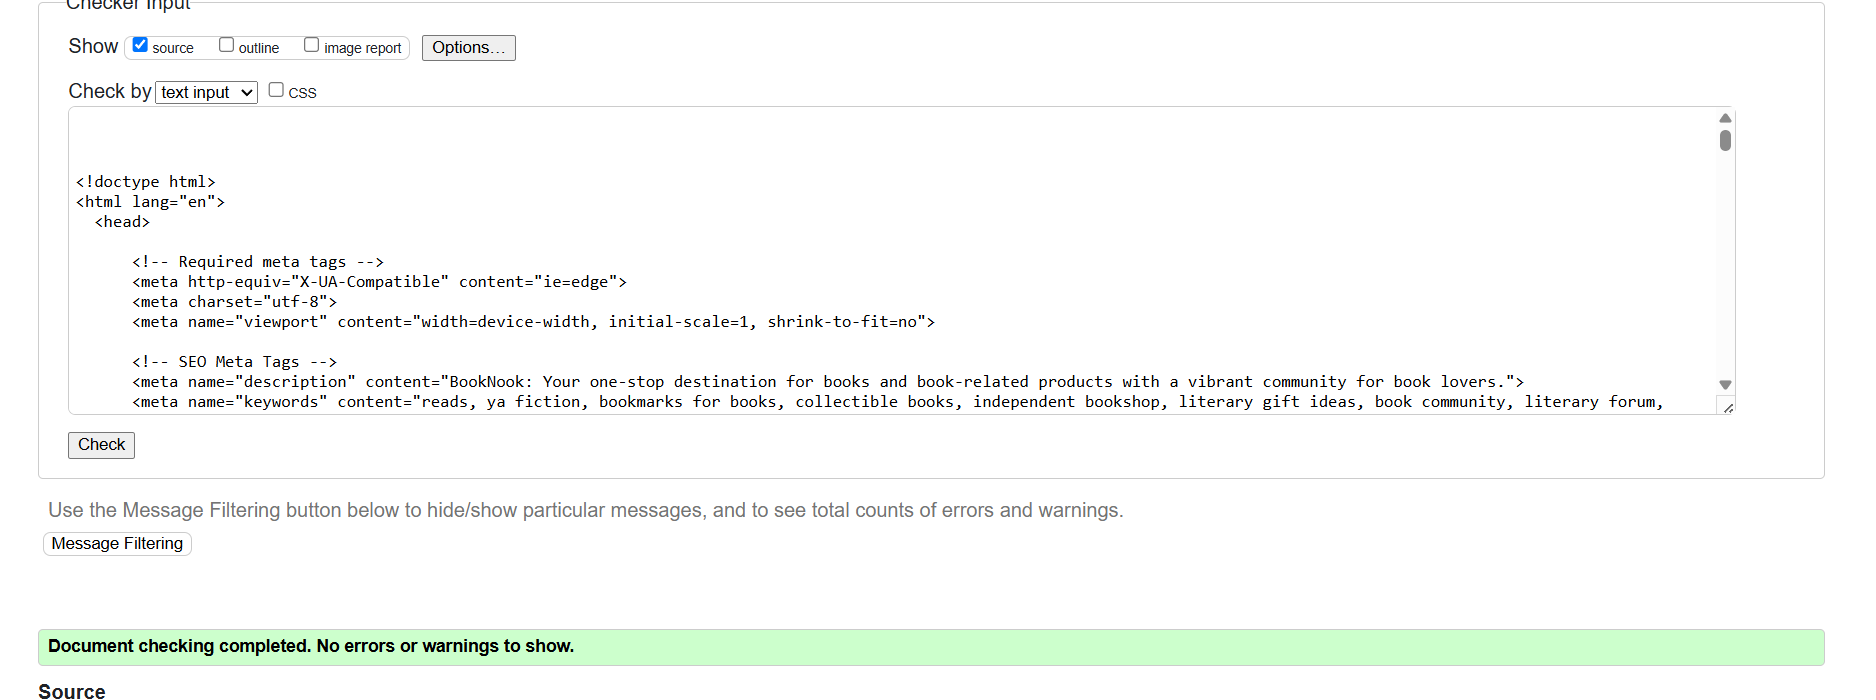 Checker Input
Show source outline image report Options...
Check by text input CSS
<!doctype html>
<html lang="en">
<head>
<!-- Required meta tags -->
<meta http-equiv="X-UA-Compatible" content="ie=edge">
<meta charset="utf-8">
<meta name="viewport" content="width=device-width, initial-scale=1, shrink-to-fit=no">
<!-- SEO Meta Tags -->
<meta name="description" content="BookNook: Your one-stop destination for books and book-related products with a vibrant community for book lovers.">
<meta name="keywords" content="reads, ya fiction, bookmarks for books, collectible books, independent bookshop, literary gift ideas, book community, literary forum,
Check
Use the Message Filtering button below to hide/show particular messages, and to see total counts of errors and warnings.
Message Filtering
Document checking completed. No errors or warnings to show.
Source